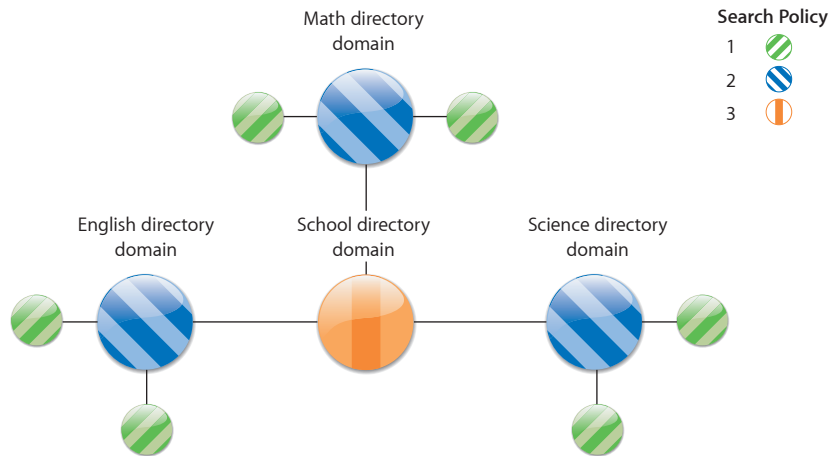 Math directory
domain
Search Policy
1
2
3
English directory
domain
School directory
domain
Science directory
domain